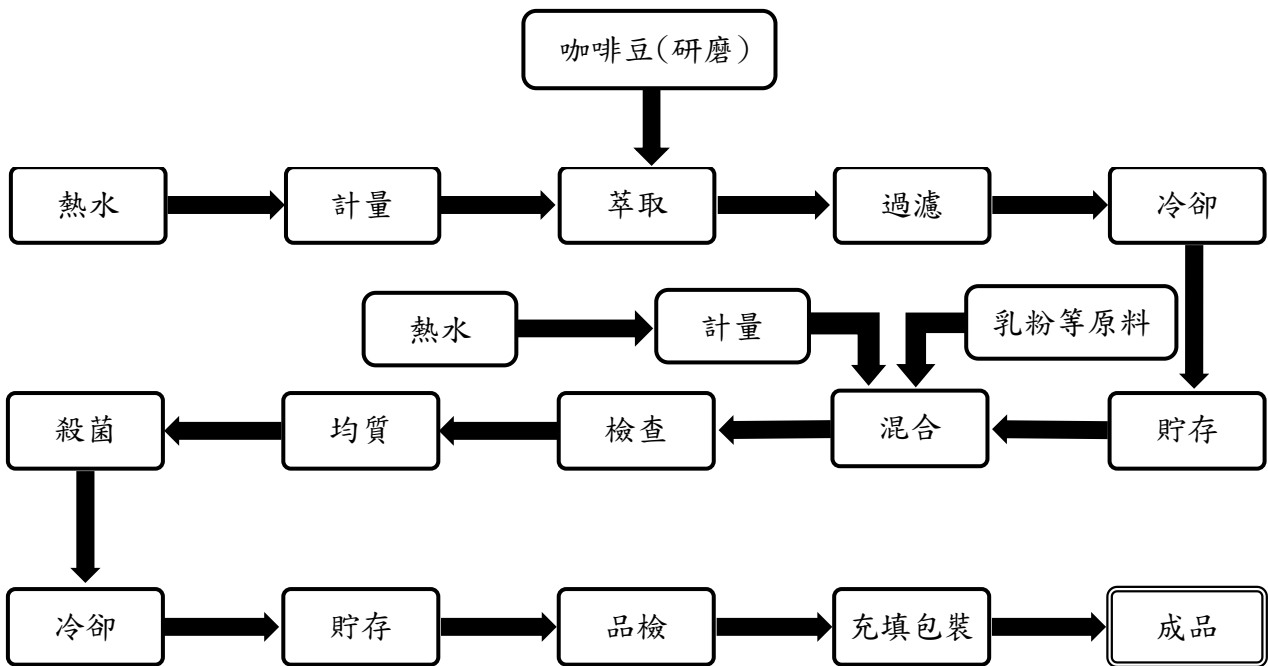 咖啡豆(研磨)
熱水
計量
萃取
過濾
冷卻
熱水
計量
乳粉等原料
殺菌
均質
檢查
混合
貯存
冷卻
貯存
品檢
充填包裝
成品